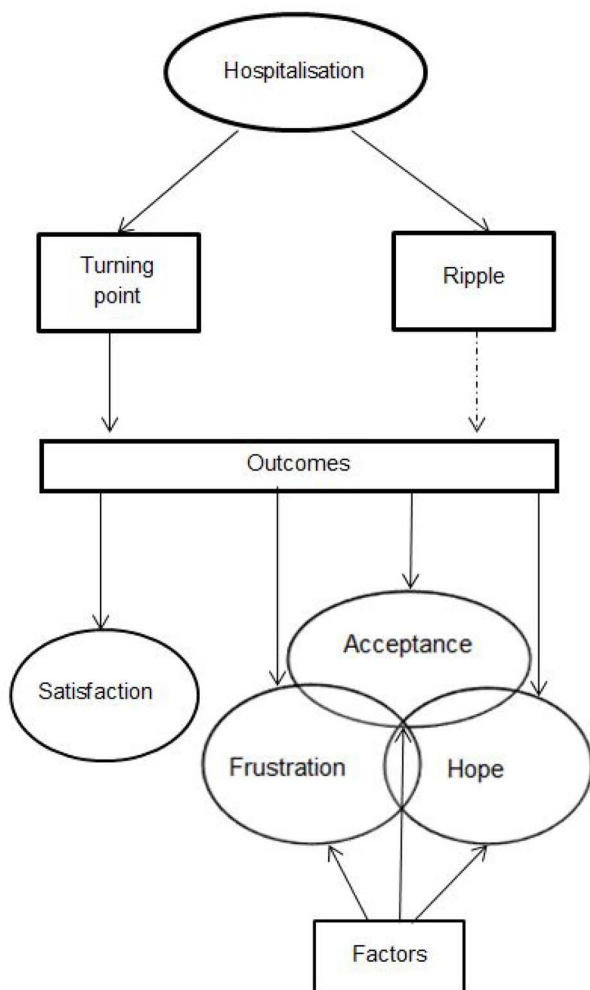 Hospitalisation
Turning
point
Ripple
Outcomes
Acceptance
Satisfaction
Frustration
Hope
Factors